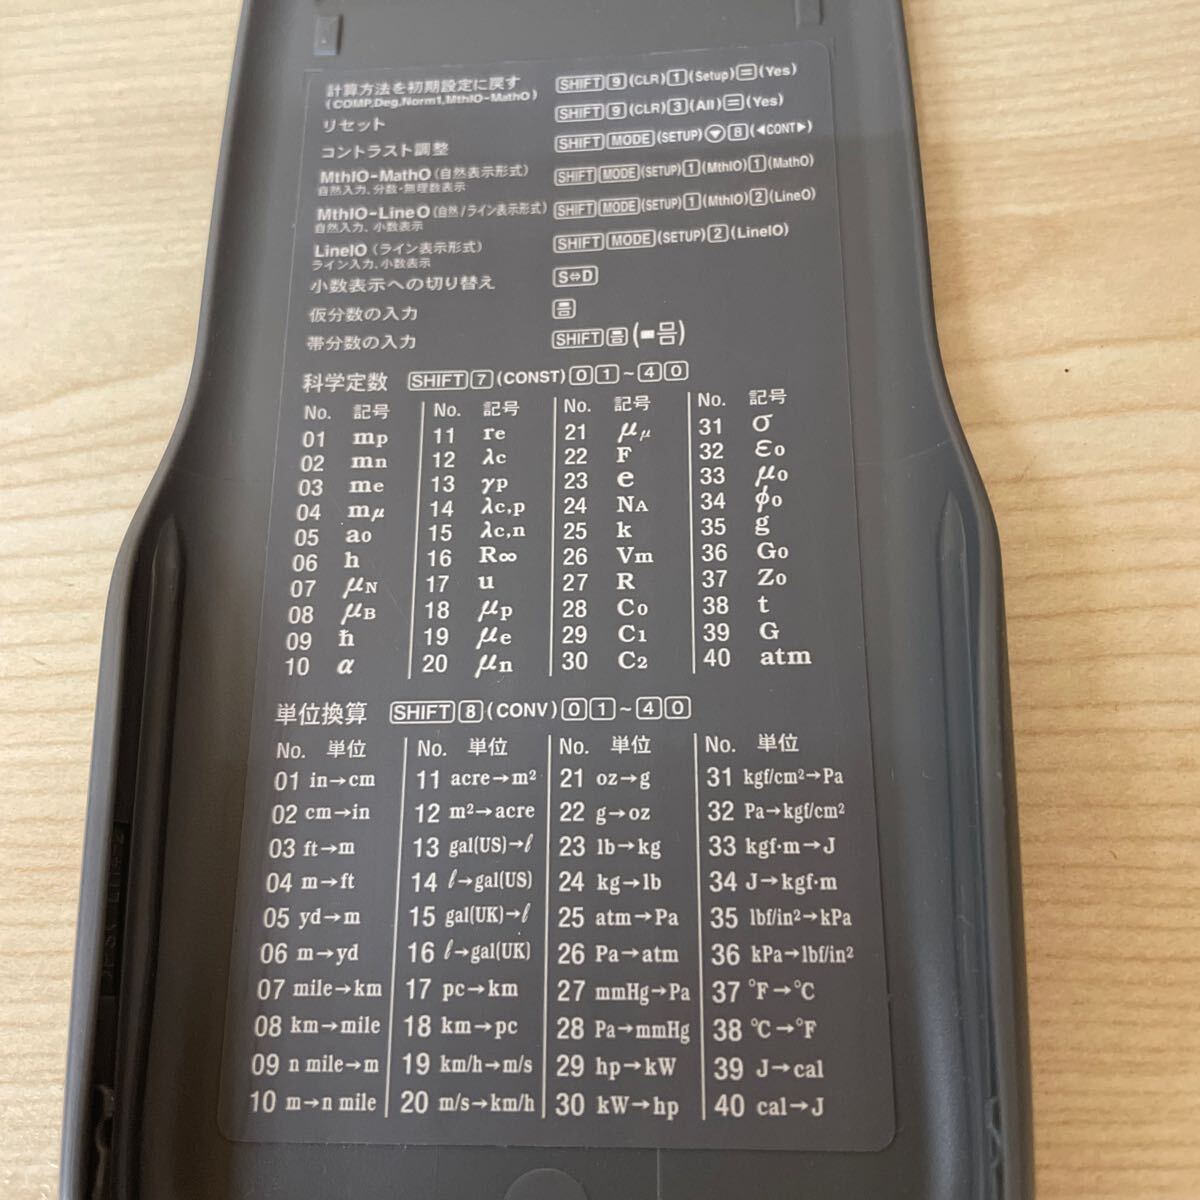 計算方法を初期設定に戻す SHIFT 9 (CLR) 1 (Setup) = (Yes)
(COMP,Deg,Norm1,MthIO-MathO)
リセット SHIFT 9 (CLR) 3 (All) = (Yes)
コントラスト調整 SHIFT MODE (SETUP) ▼ 8 (◀CONT▶)
MthIO-MathO (自然表示形式) SHIFT MODE (SETUP) 1 (MthIO) 1 (MathO)
自然入力、分数・無理数表示
MthIO-LineO (自然/ライン表示形式) SHIFT MODE (SETUP) 1 (MthIO) 2 (LineO)
自然入力、小数表示
LineIO (ライン表示形式) SHIFT MODE (SETUP) 2 (LineIO)
ライン入力、小数表示
小数表示への切り替え S⇔D
仮分数の入力
帯分数の入力 SHIFT
科学定数 SHIFT 7 (CONST) 0 1 ~ 4 0
No. 記号 No. 記号 No. 記号 No. 記号
01 mp 11 re 21 μμ 31 σ
02 mn 12 λc 22 F 32 εo
03 me 13 γp 23 e 33 μo
04 mμ 14 λc,p 24 NA 34 φo
05 ao 15 λc,n 25 k 35 g
06 h 16 R∞ 26 Vm 36 Go
07 μN 17 u 27 R 37 Zo
08 μB 18 μp 28 Co 38 t
09 ħ 19 μe 29 C1 39 G
10 α 20 μn 30 C2 40 atm
単位換算 SHIFT 8 (CONV) 0 1 ~ 4 0
No. 単位 No. 単位 No. 単位 No. 単位
01 in→cm 11 acre→m² 21 oz→g 31 kgf/cm²→Pa
02 cm→in 12 m²→acre 22 g→oz 32 Pa→kgf/cm²
03 ft→m 13 gal(US)→ℓ 23 lb→kg 33 kgf·m→J
04 m→ft 14 ℓ→gal(US) 24 kg→lb 34 J→kgf·m
05 yd→m 15 gal(UK)→ℓ 25 atm→Pa 35 lbf/in²→kPa
06 m→yd 16 ℓ→gal(UK) 26 Pa→atm 36 kPa→lbf/in²
07 mile→km 17 pc→km 27 mmHg→Pa 37 °F→°C
08 km→mile 18 km→pc 28 Pa→mmHg 38 °C→°F
09 n mile→m 19 km/h→m/s 29 hp→kW 39 J→cal
10 m→n mile 20 m/s→km/h 30 kW→hp 40 cal→J